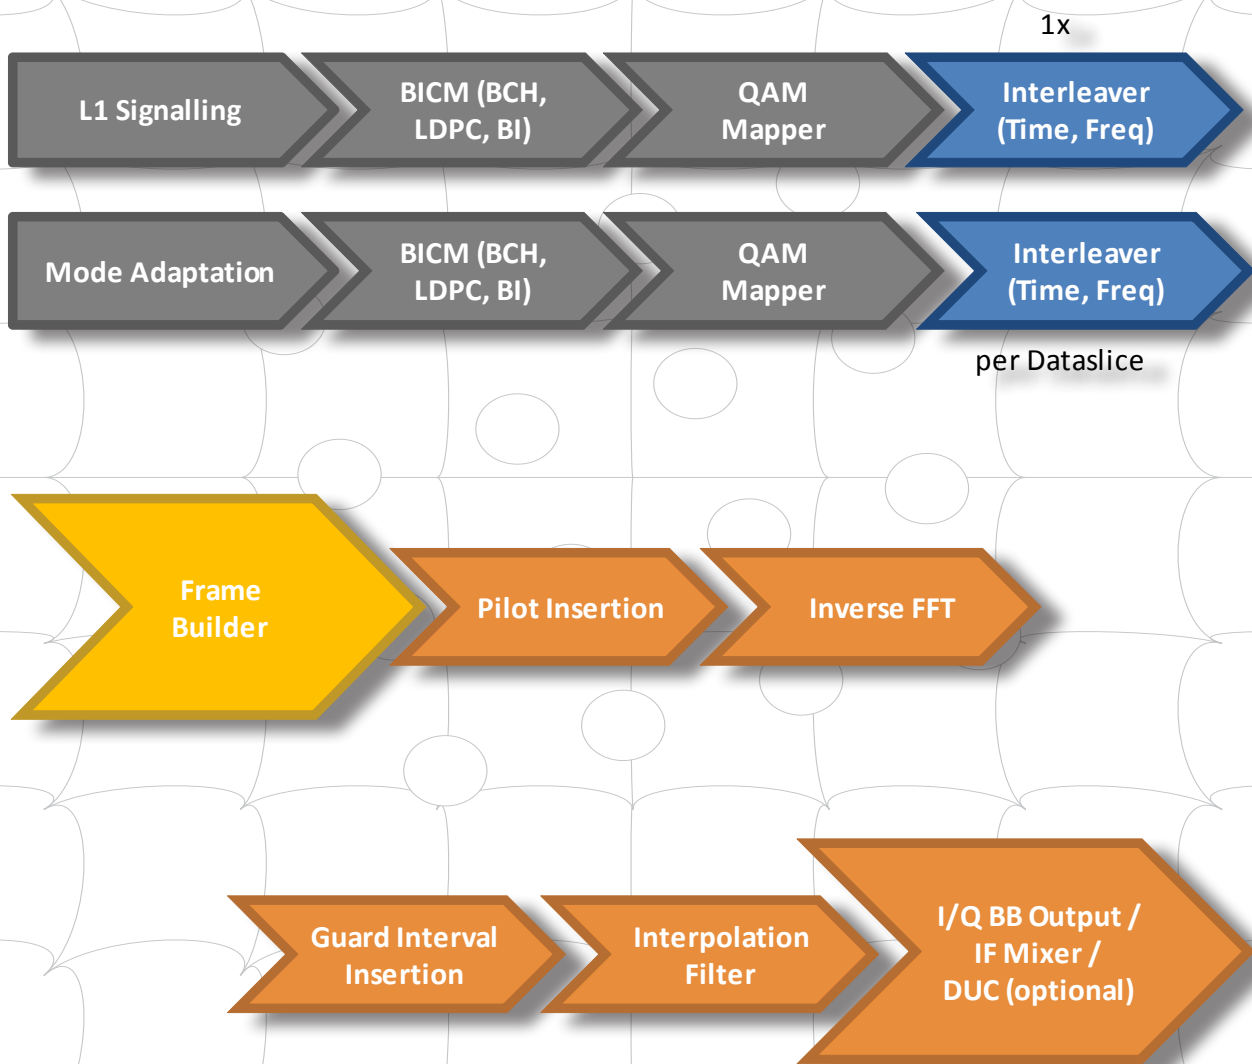 1x
L1 Signalling
BICM (BCH,
LDPC, BI)
QAM
Mapper
Interleaver
(Time, Freq)
Mode Adaptation
BICM (BCH,
LDPC, BI)
QAM
Mapper
Interleaver
(Time, Freq)
per Dataslice
Frame
Builder
Pilot Insertion
Inverse FFT
Guard Interval
Insertion
Interpolation
Filter
I/Q BB Output /
IF Mixer /
DUC (optional)